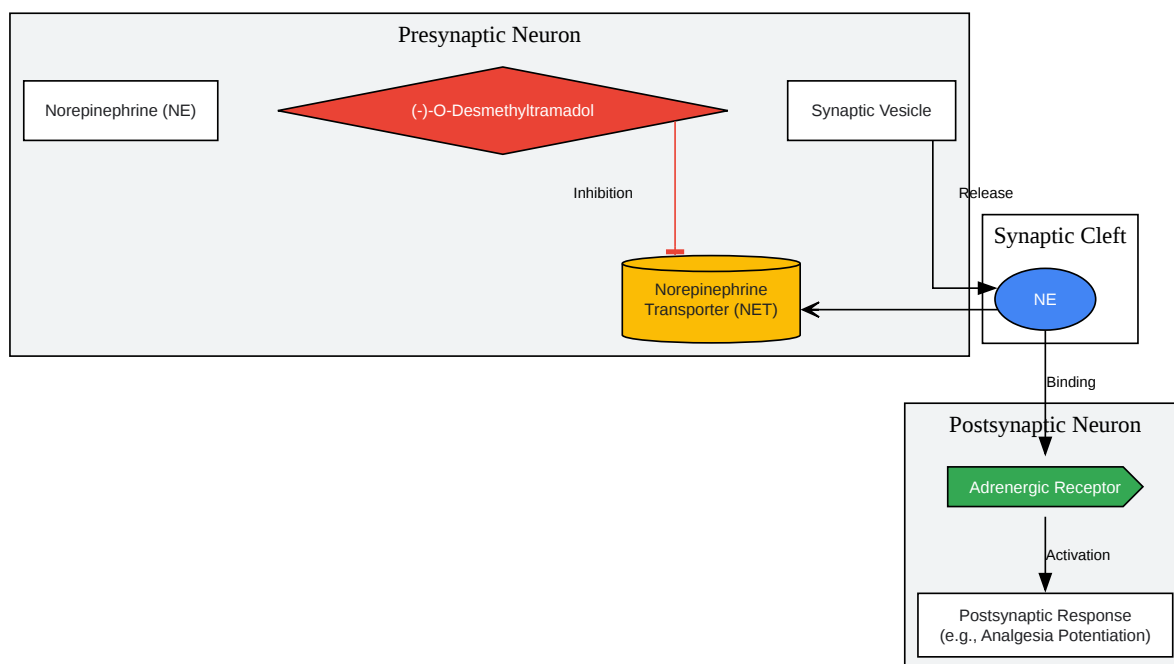 Presynaptic Neuron
Norepinephrine (NE)
(-)-O-Desmethyltramadol
Synaptic Vesicle
Inhibition
Release
Synaptic Cleft
Norepinephrine
Transporter (NET)
NE
Binding
Postsynaptic Neuron
Adrenergic Receptor
Activation
Postsynaptic Response
(e.g., Analgesia Potentiation)